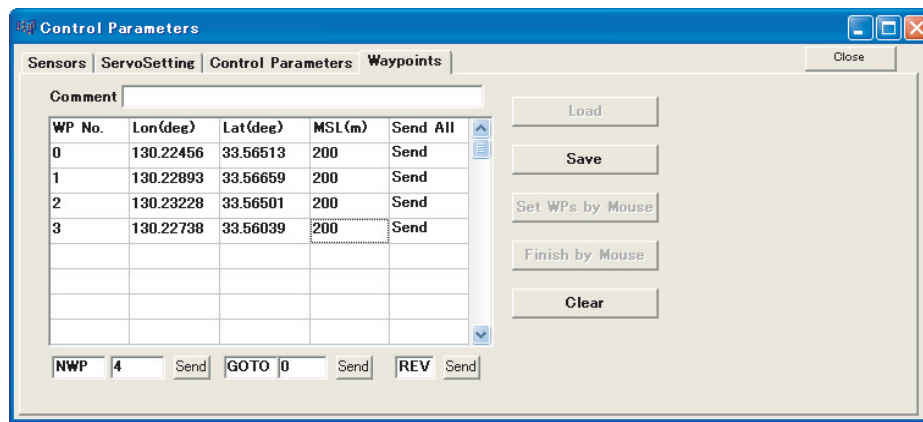 Control Parameters
Sensors ServoSetting Control Parameters Waypoints Close
Comment
Load
WP No. Lon(deg) Lat(deg) MSL(m) Send All
0 130.22456 33.56513 200 Send
Save
1 130.22893 33.56659 200 Send
2 130.23228 33.56501 200 Send
Set WPs by Mouse
3 130.22738 33.56039 200 Send
Finish by Mouse
Clear
NWP 4 Send GOTO 0 Send REV Send